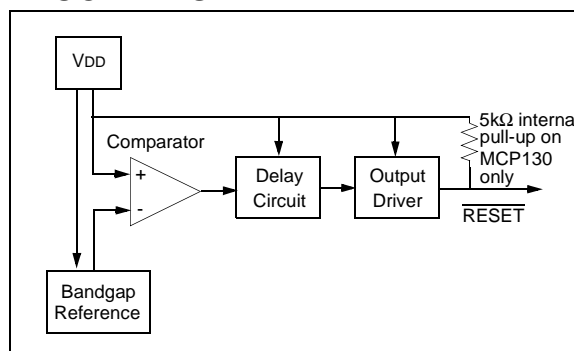 VDD
5kΩ interna
pull-up on
MCP130
only
Comparator
+
-
Delay
Circuit
Output
Driver
RESET
Bandgap
Reference